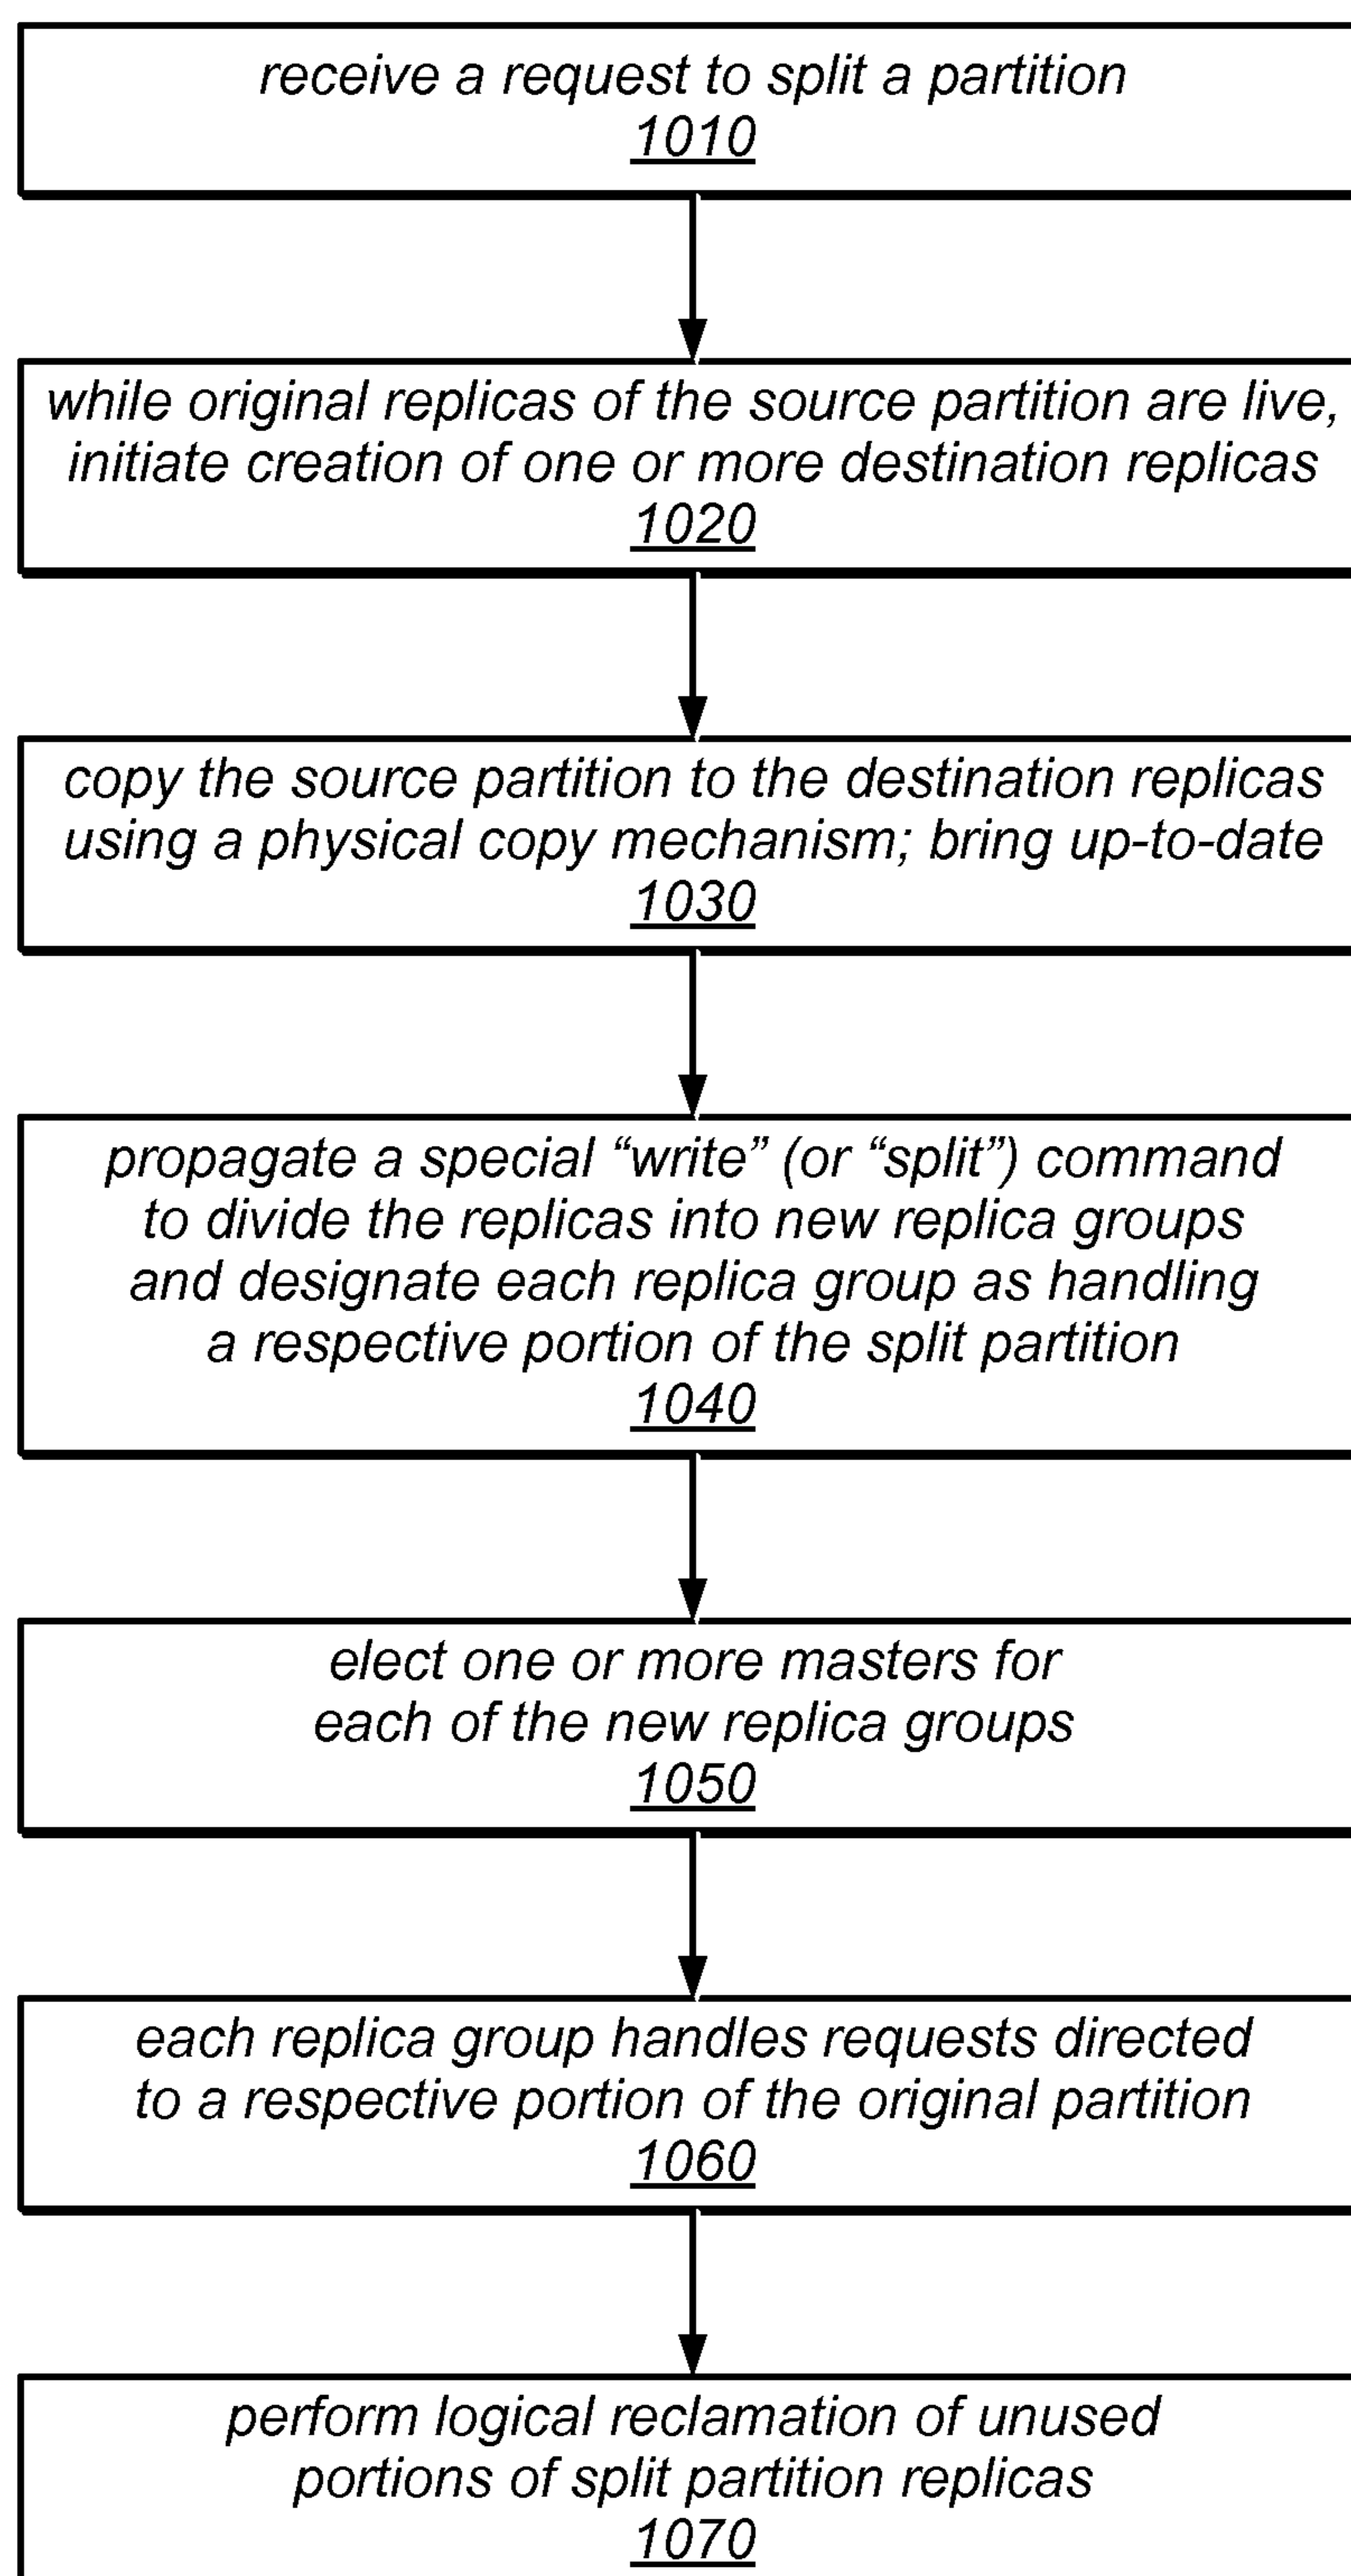 receive a request to split a partition
1010
while original replicas of the source partition are live,
initiate creation of one or more destination replicas
1020
copy the source partition to the destination replicas
using a physical copy mechanism; bring up-to-date
1030
propagate a special “write” (or “split”) command
to divide the replicas into new replica groups
and designate each replica group as handling
a respective portion of the split partition
1040
elect one or more masters for
each of the new replica groups
1050
each replica group handles requests directed
to a respective portion of the original partition
1060
perform logical reclamation of unused
portions of split partition replicas
1070